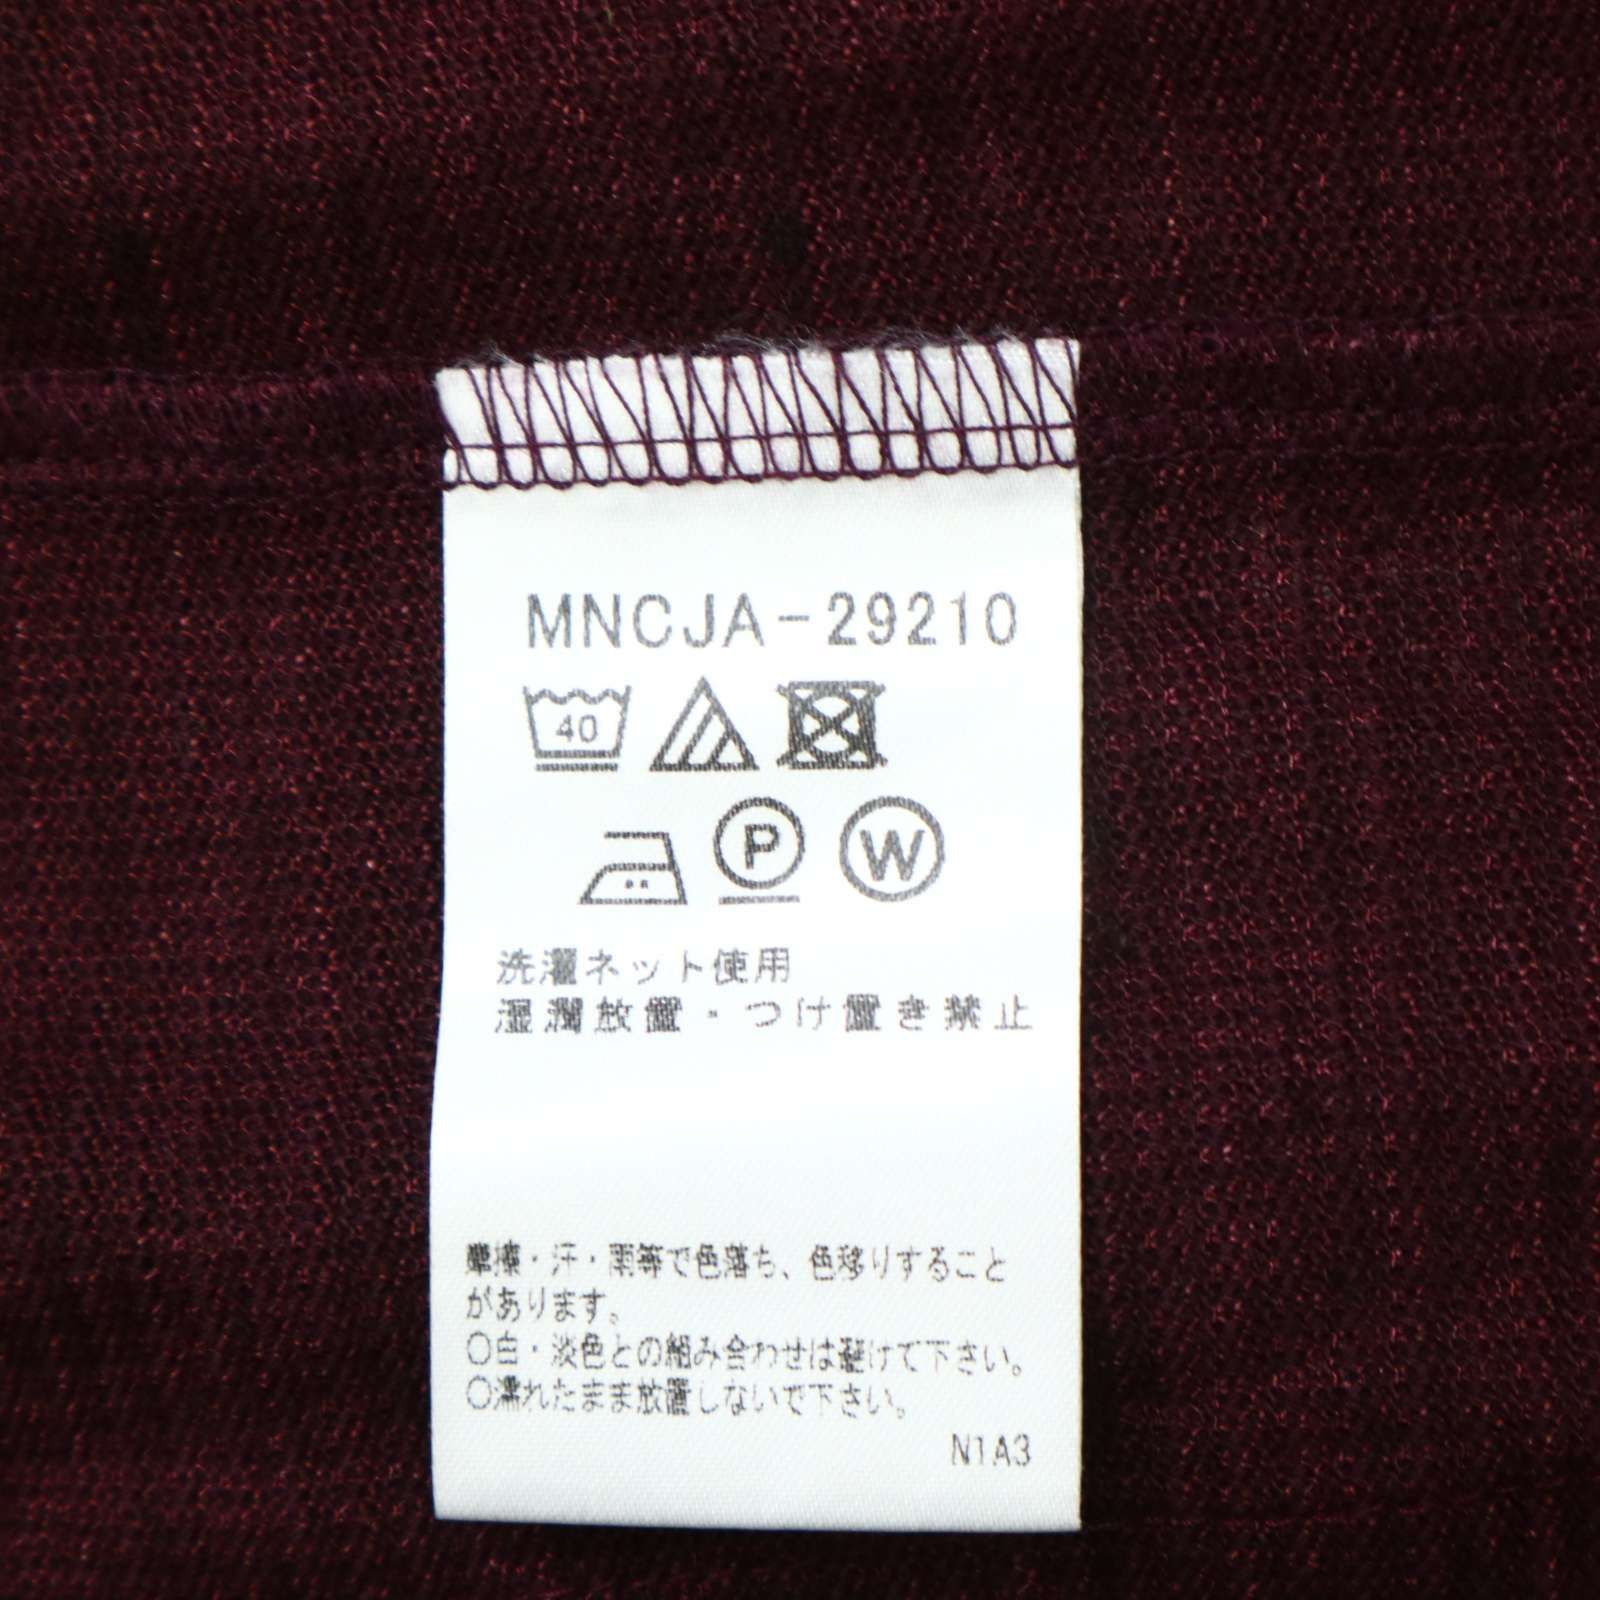 MNCJA-29210
40
P W
洗濯ネット使用
湿潤放置・つけ置き禁止
摩擦・汗・雨等で色落ち、色移りすること
があります。
○白・淡色との組み合わせは避けて下さい。
○濡れたまま放置しないで下さい。
N1A3